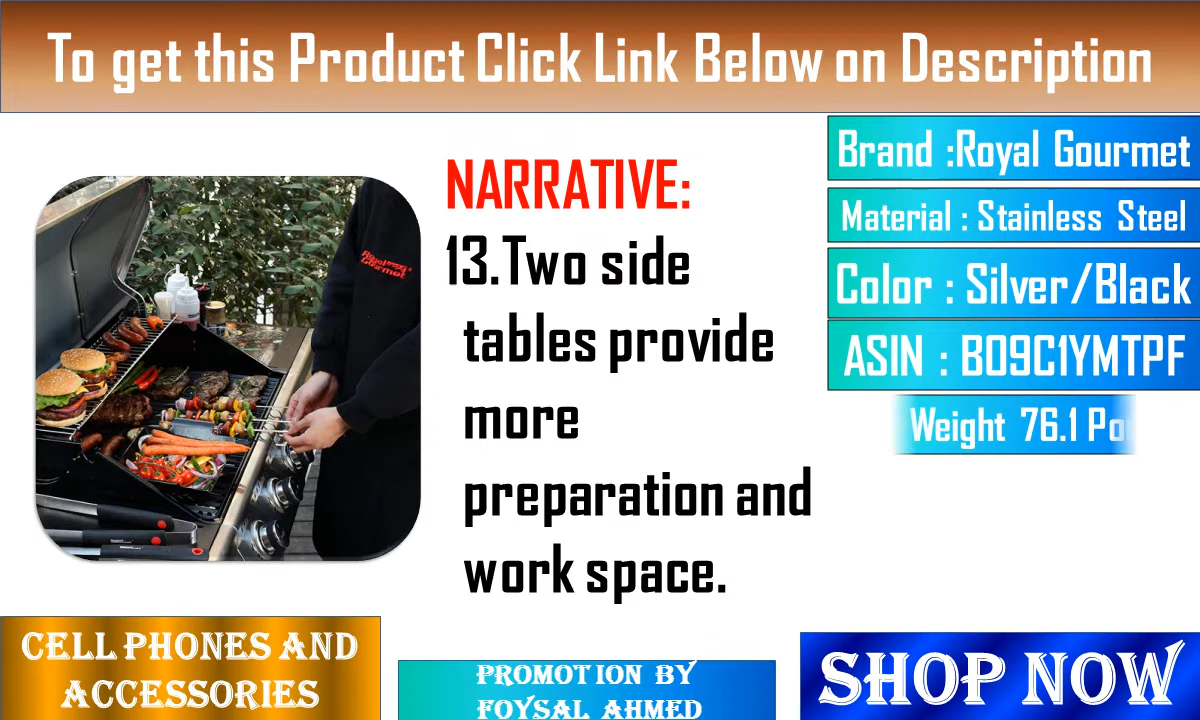 To get this Product Click Link Below on Description
NARRATIVE:
13.Two side
tables provide
more
preparation and
work space.
Brand :Royal Gourmet
Material : Stainless Steel
Color : Silver/Black
ASIN : B09C1YMTPF
Weight 76.1 Po
Royal
Gourmet
CELL PHONES AND
ACCESSORIES
PROMOTION BY
FOYSAL AHMED
SHOP NOW